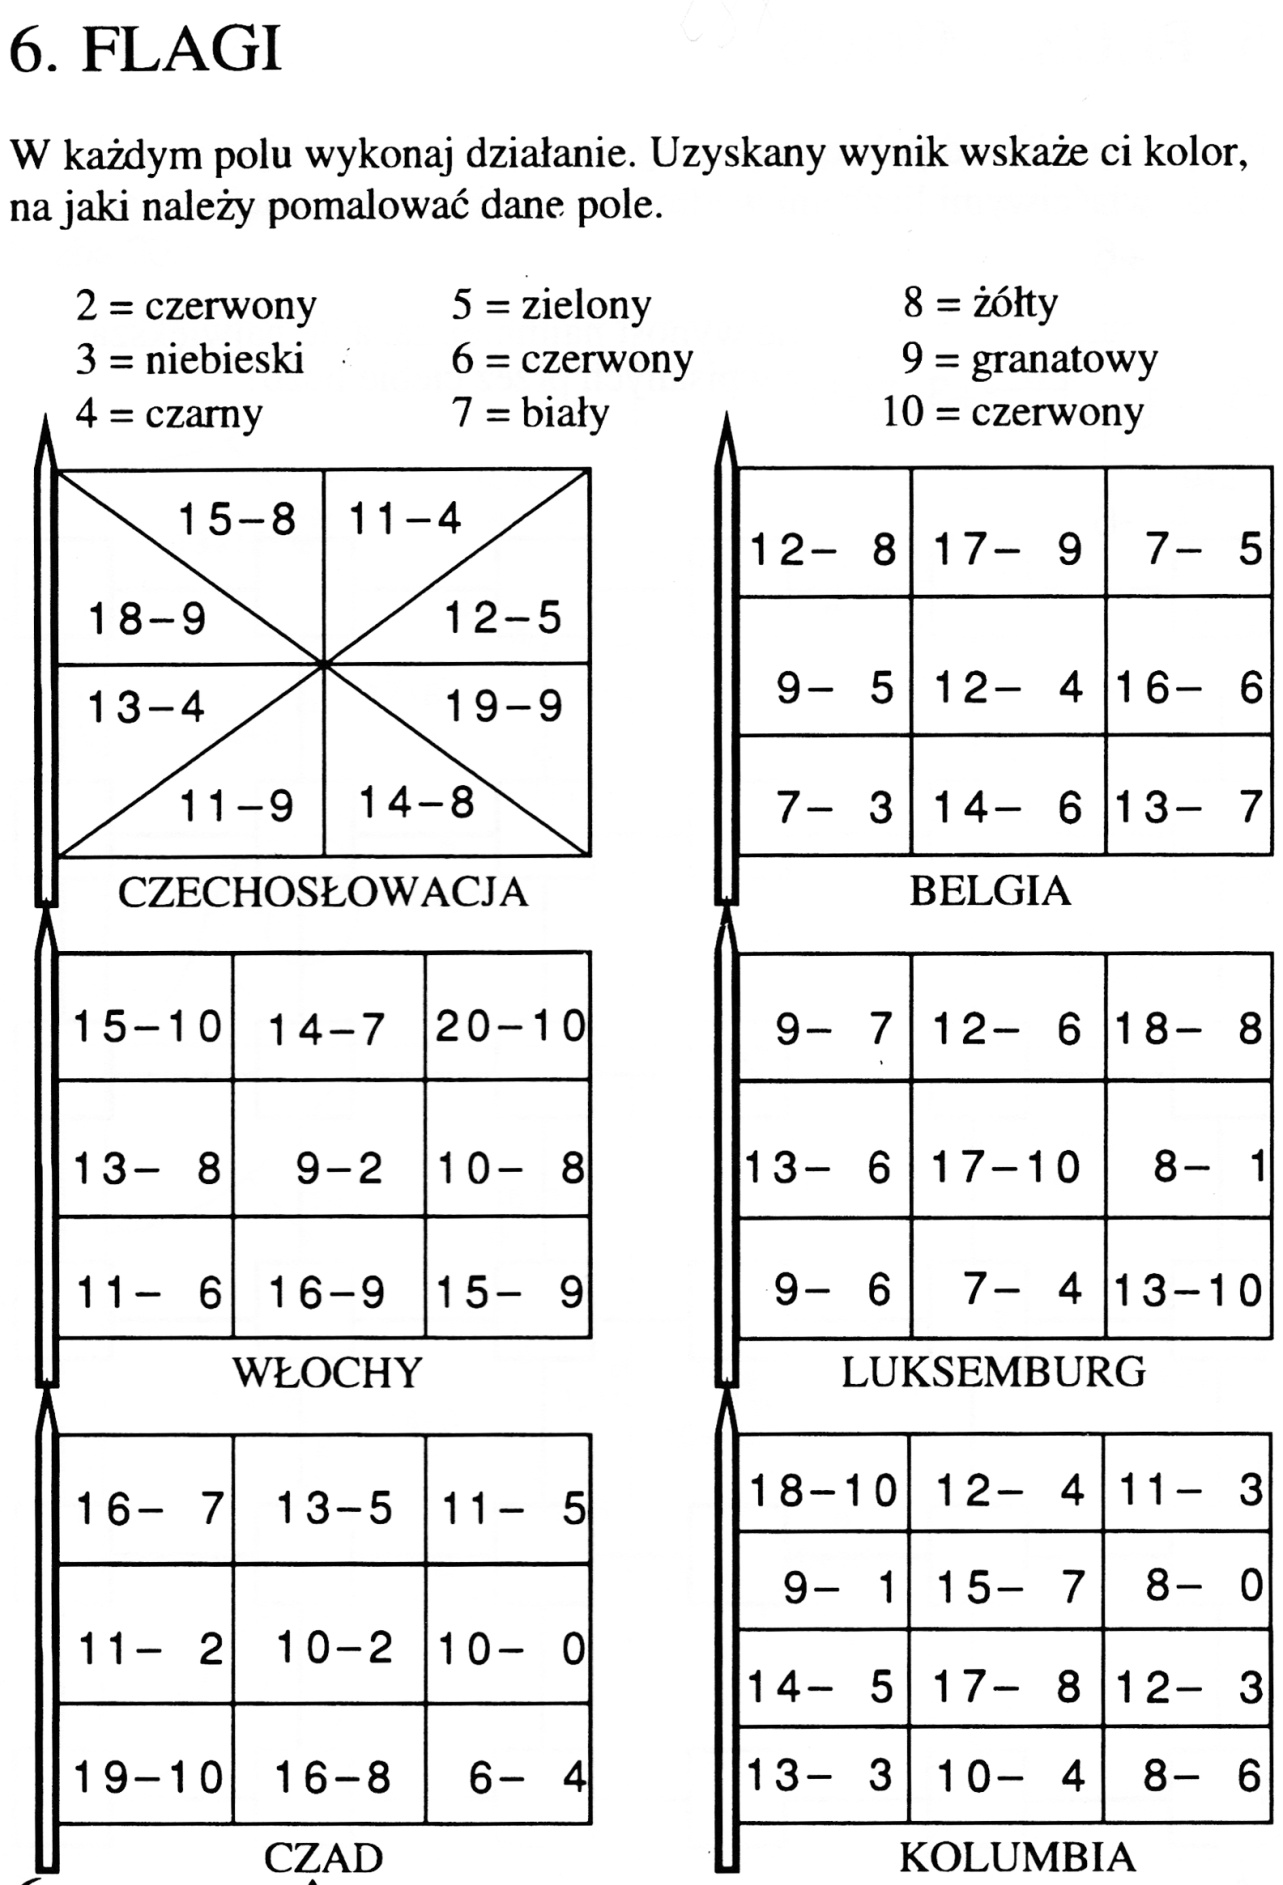 6. FLAGI
W każdym polu wykonaj działanie. Uzyskany wynik wskaże ci kolor,
na jaki należy pomalować dane pole.
2 = czerwony 5 = zielony 8 = żółty
3 = niebieski 6 = czerwony 9 = granatowy
4 = czarny 7 = biały 10 = czerwony
15-8 11-4
18-9 12-5
13-4 19-9
11-9 14-8
CZECHOSŁOWACJA
12- 8 17- 9 7- 5
9- 5 12- 4 16- 6
7- 3 14- 6 13- 7
BELGIA
15-10 14-7 20-10
13- 8 9-2 10- 8
11- 6 16-9 15- 9
WŁOCHY
9- 7 12- 6 18- 8
13- 6 17-10 8- 1
9- 6 7- 4 13-10
LUKSEMBURG
16- 7 13-5 11- 5
11- 2 10-2 10- 0
19-10 16-8 6- 4
CZAD
18-10 12- 4 11- 3
9- 1 15- 7 8- 0
14- 5 17- 8 12- 3
13- 3 10- 4 8- 6
KOLUMBIA